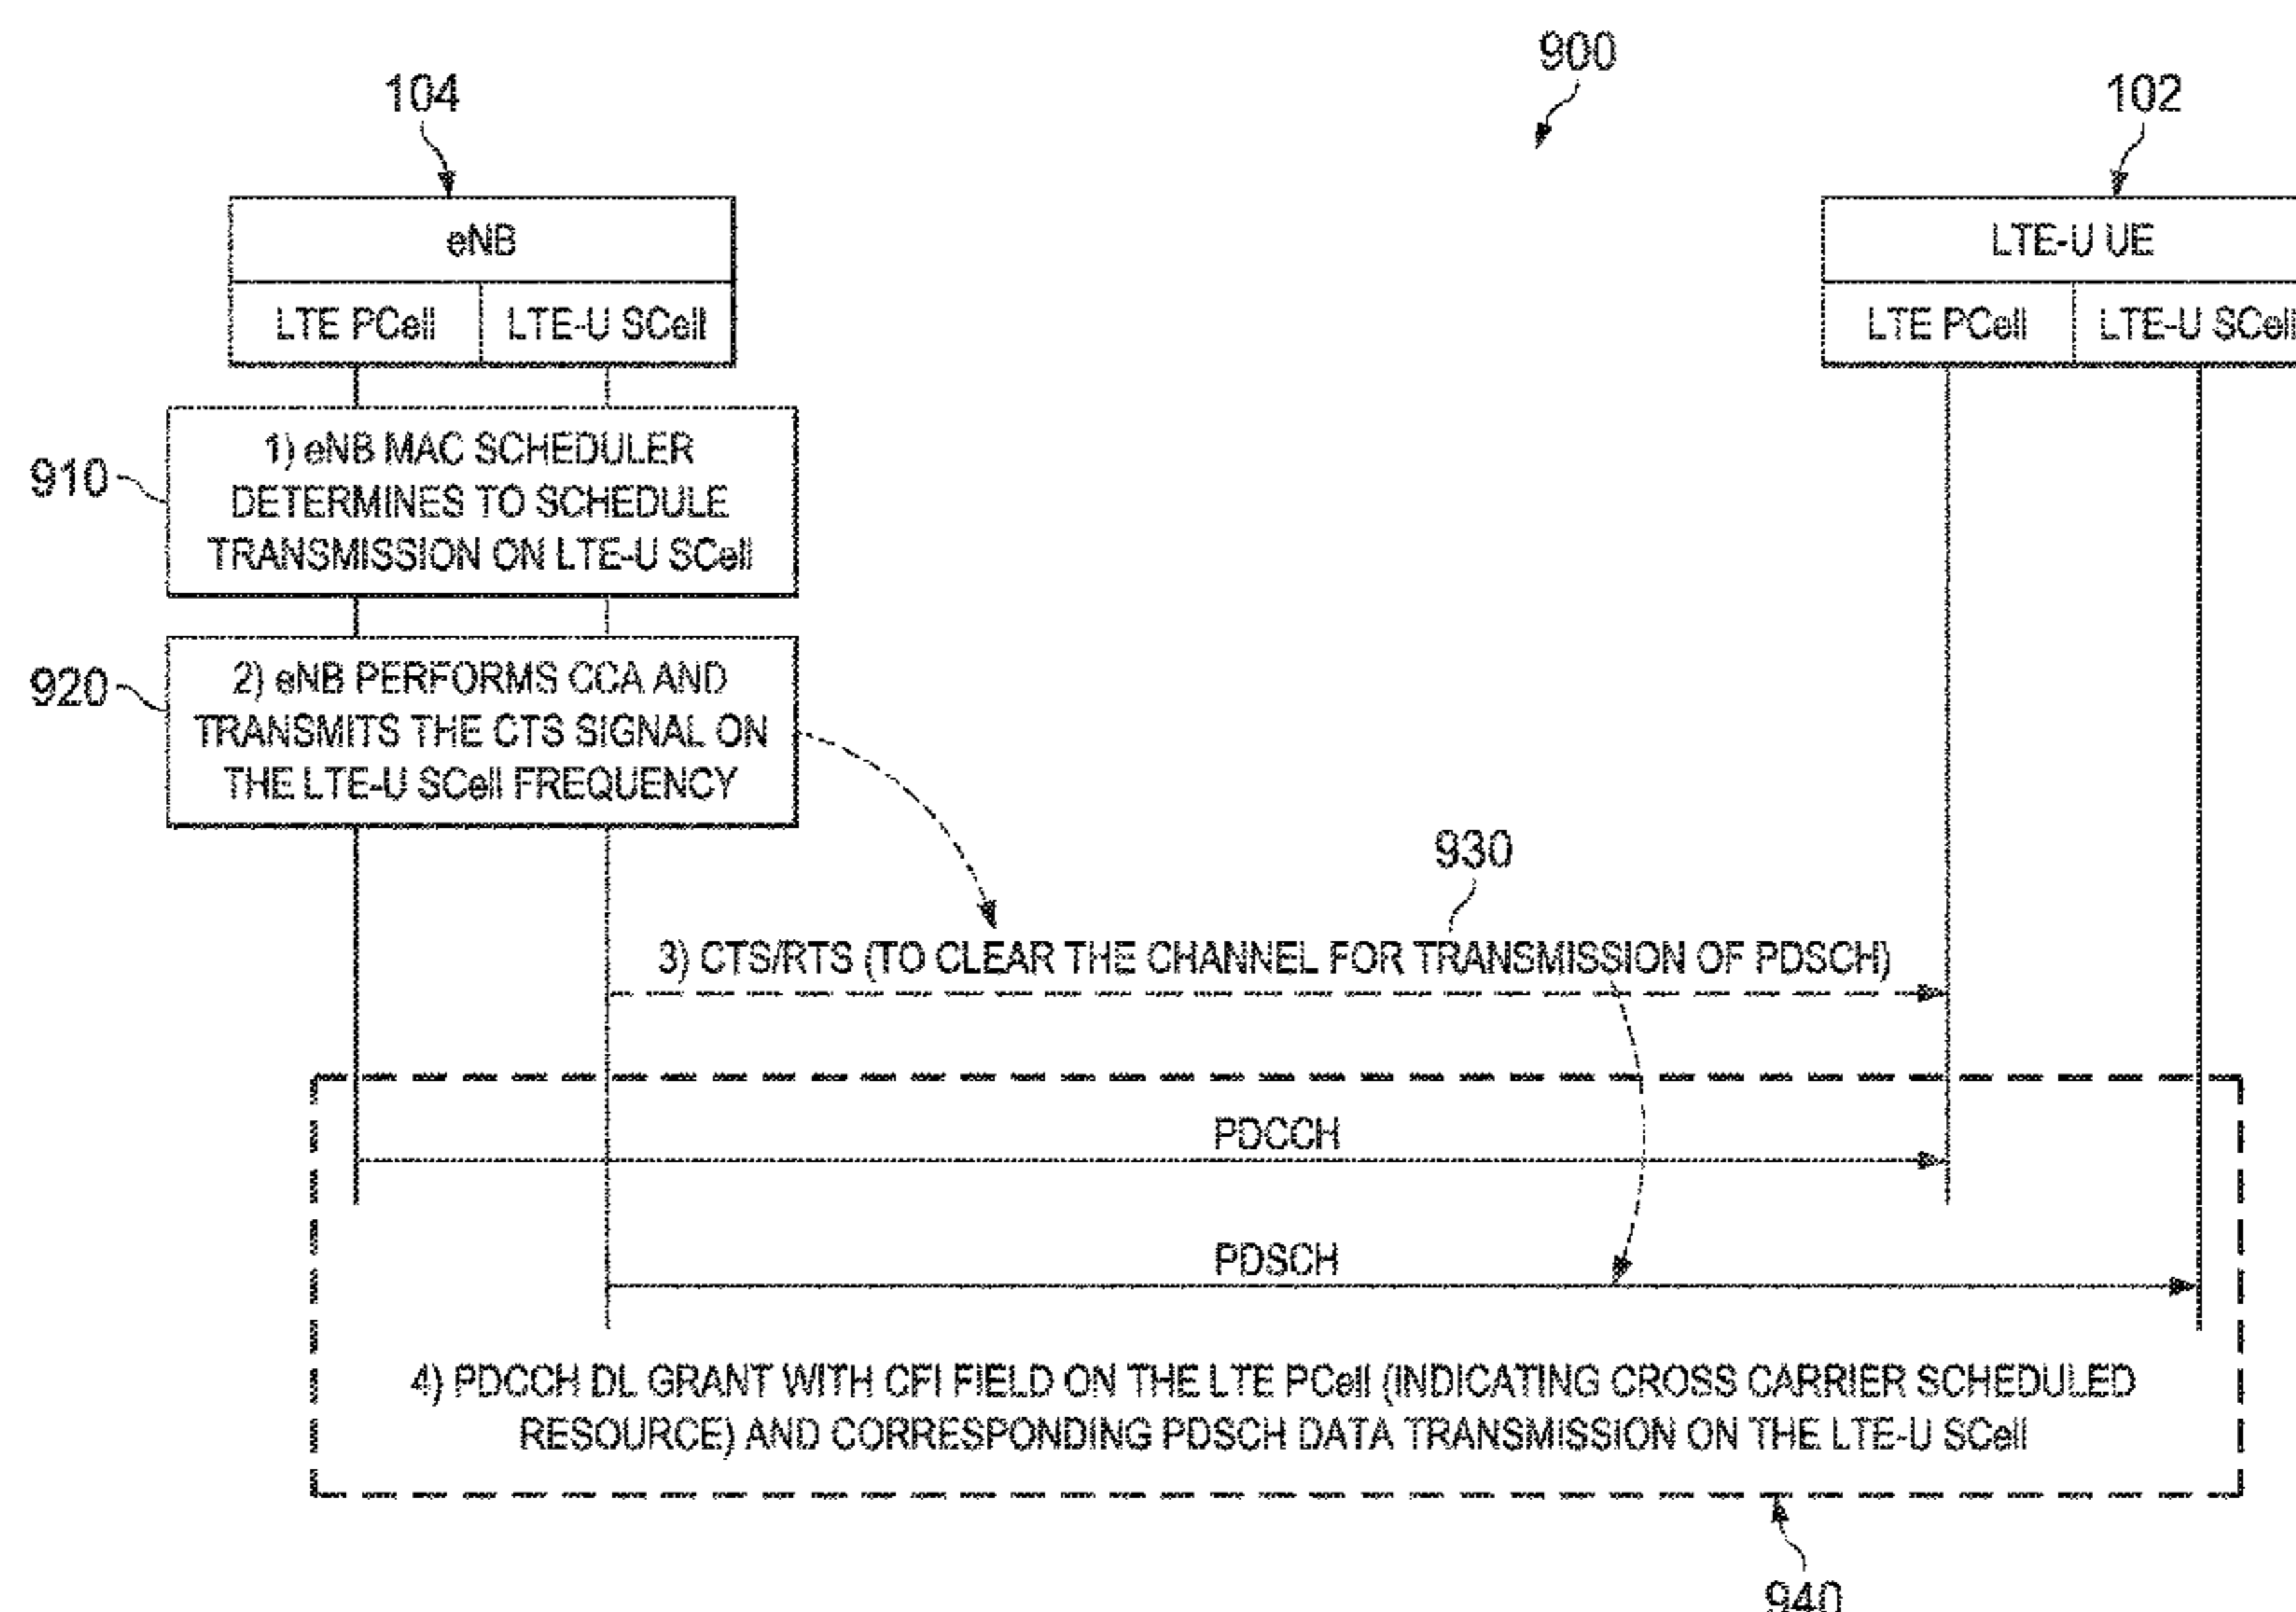 900
104
102
eNB
LTE-U UE
LTE PCell
LTE-U SCell
LTE PCell
LTE-U SCell
910
1) eNB MAC SCHEDULER
DETERMINES TO SCHEDULE
TRANSMISSION ON LTE-U SCell
920
2) eNB PERFORMS CCA AND
TRANSMITS THE CTS SIGNAL ON
THE LTE-U SCell FREQUENCY
930
3) CTS/RTS (TO CLEAR THE CHANNEL FOR TRANSMISSION OF PDSCH)
PDCCH
PDSCH
4) PDCCH DL GRANT WITH CFI FIELD ON THE LTE PCell (INDICATING CROSS CARRIER SCHEDULED
RESOURCE) AND CORRESPONDING PDSCH DATA TRANSMISSION ON THE LTE-U SCell
940